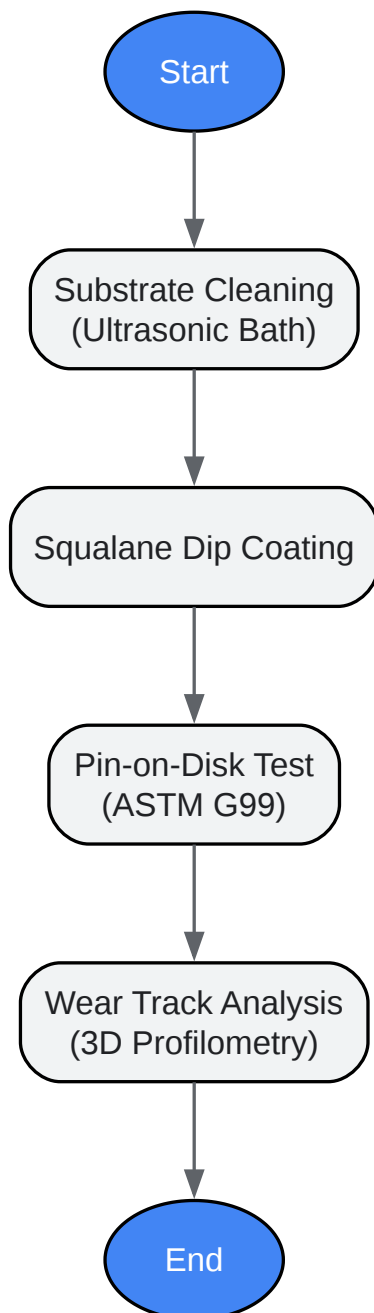 Start
Substrate Cleaning
(Ultrasonic Bath)
Squalane Dip Coating
Pin-on-Disk Test
(ASTM G99)
Wear Track Analysis
(3D Profilometry)
End